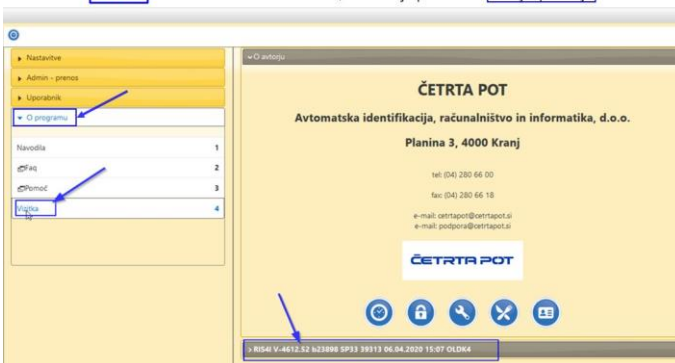 Nastavitve
Admin - prenos
Uporabnik
O programu
Navodila 1
Faq 2
Pomoč 3
Vizitka 4
O avtorju
ČETRTA POT
Avtomatska identifikacija, računalništvo in informatika, d.o.o.
Planina 3, 4000 Kranj
tel: (04) 280 66 00
fax: (04) 280 66 18
e-mail: cetrtapot@cetrtapot.si
e-mail: podpora@cetrtapot.si
ČETRTA POT
RIS4I V-4612.52 b23898 SP33 39313 06.04.2020 15:07 OLDK4